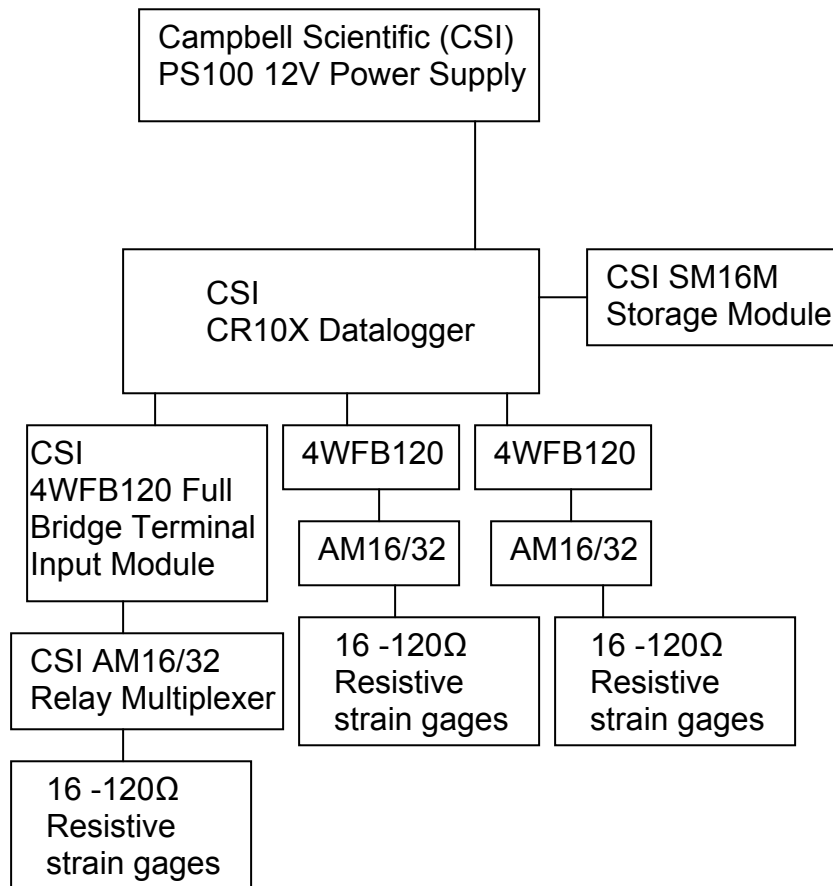 Campbell Scientific (CSI)
PS100 12V Power Supply
CSI
CR10X Datalogger
CSI SM16M
Storage Module
CSI
4WFB120 Full
Bridge Terminal
Input Module
4WFB120
4WFB120
AM16/32
AM16/32
CSI AM16/32
Relay Multiplexer
16 -120Ω
Resistive
strain gages
16 -120Ω
Resistive
strain gages
16 -120Ω
Resistive
strain gages